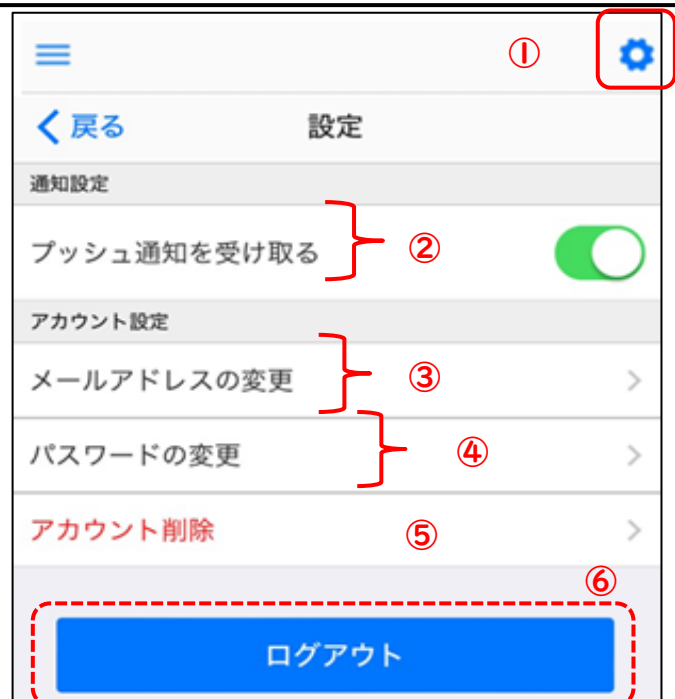 ①
戻る 設定
通知設定
プッシュ通知を受け取る ②
アカウント設定
メールアドレスの変更 ③
パスワードの変更 ④
アカウント削除 ⑤
⑥
ログアウト